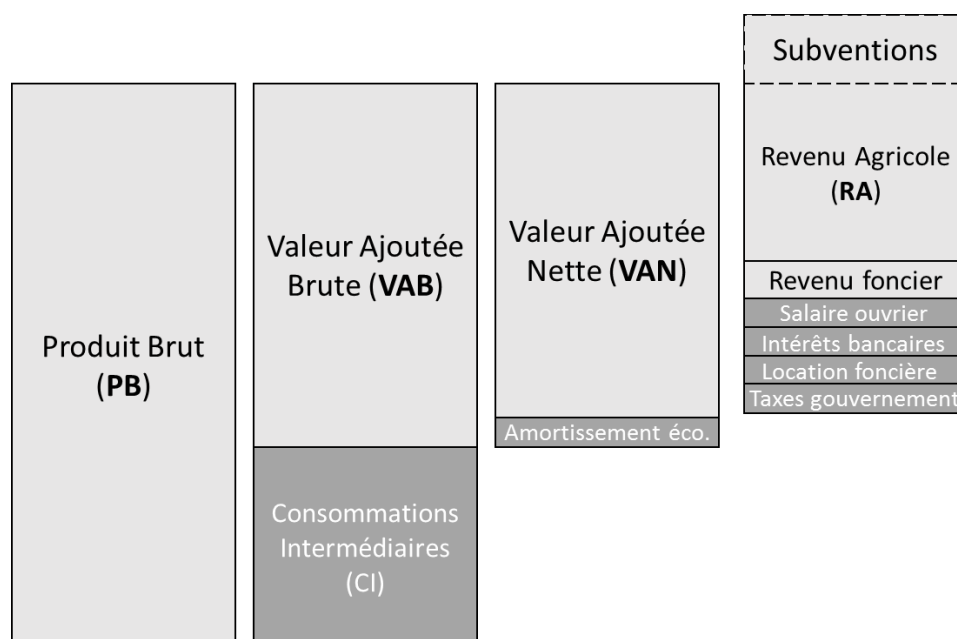 Produit Brut
(PB)
Valeur Ajoutée
Brute (VAB)
Consommations
Intermédiaires
(CI)
Valeur Ajoutée
Nette (VAN)
Amortissement éco.
Subventions
Revenu Agricole
(RA)
Revenu foncier
Salaire ouvrier
Intérêts bancaires
Location foncière
Taxes gouvernement